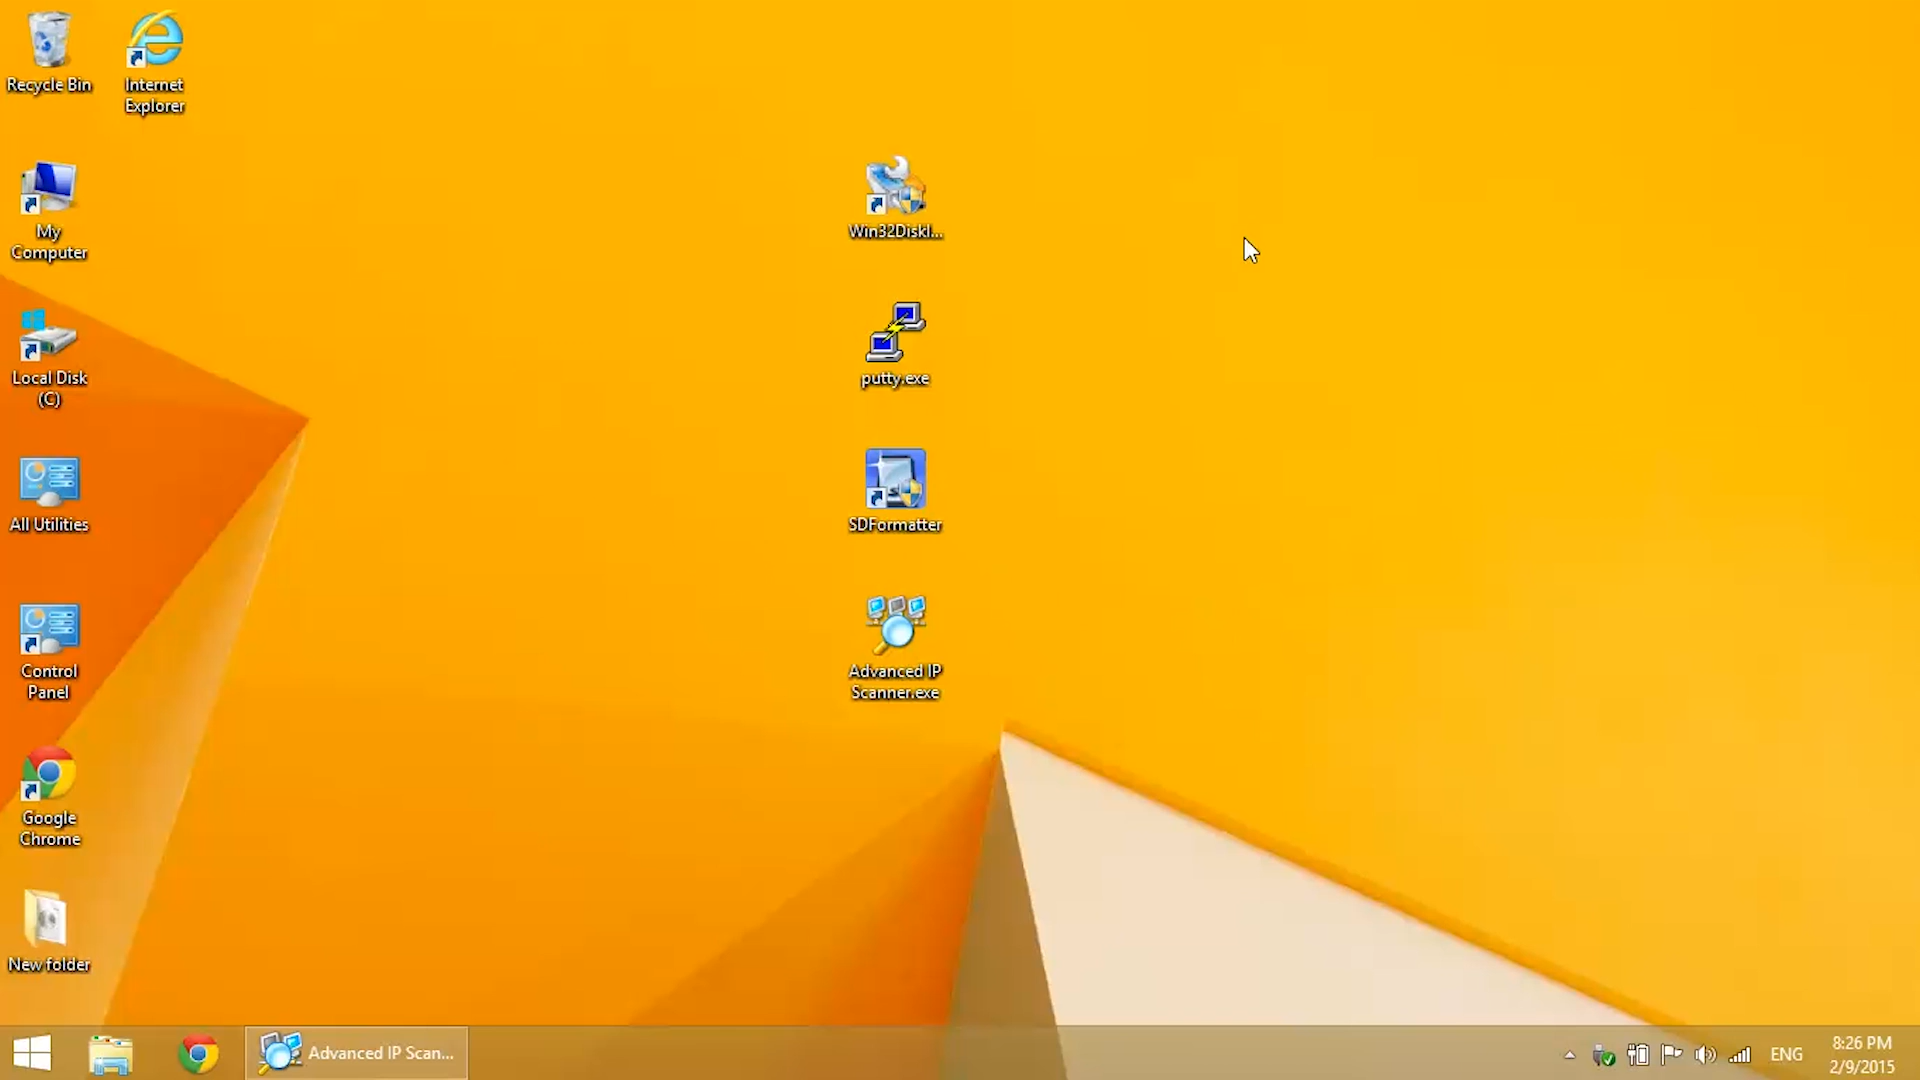 Recycle Bin
Internet
Explorer
My
Computer
Local Disk
(C)
All Utilities
Control
Panel
Google
Chrome
New folder
Win32DiskI...
putty.exe
SDFormatter
Advanced IP
Scanner.exe
Advanced IP Scan...
ENG
8:26 PM
2/9/2015